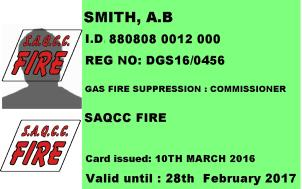 SMITH, A.B
I.D 880808 0012 000
REG NO: DGS16/0456
S.A.Q.C.C.
FIRE
GAS FIRE SUPPRESSION : COMMISSIONER
SAQCC FIRE
S.A.Q.C.C.
FIRE
Card issued: 10TH MARCH 2016
Valid until : 28th February 2017